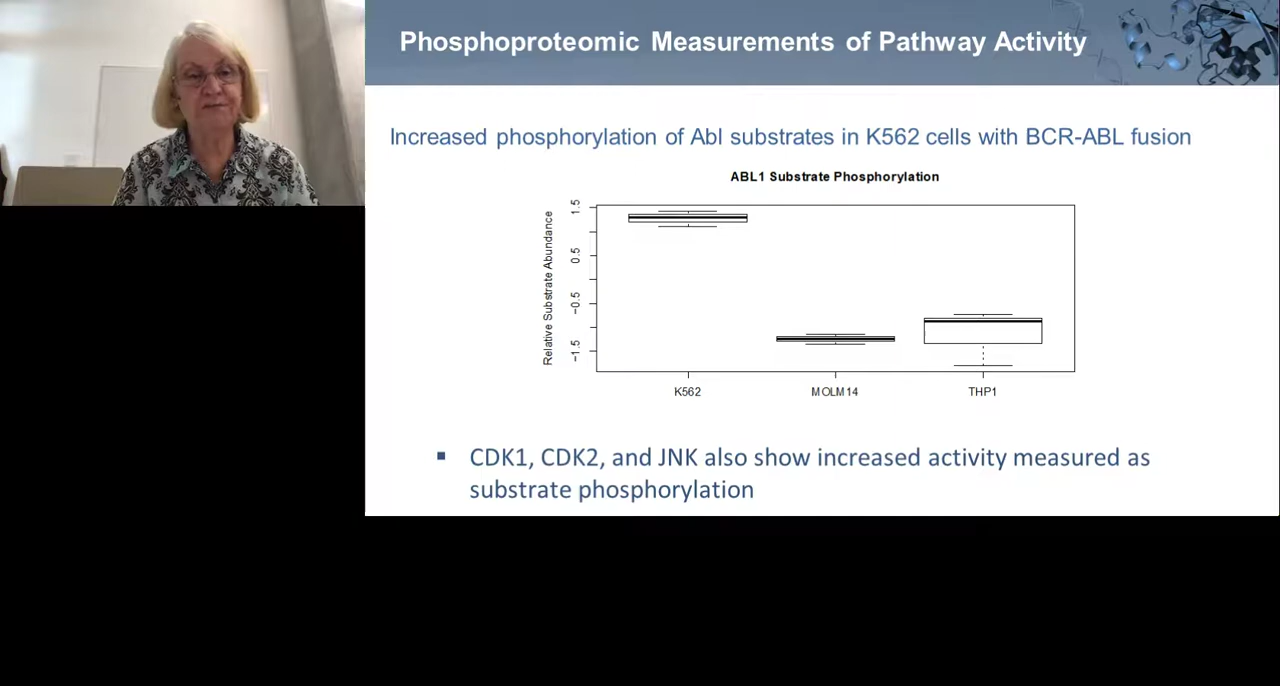 Phosphoproteomic Measurements of Pathway Activity
Increased phosphorylation of Abl substrates in K562 cells with BCR-ABL fusion
ABL1 Substrate Phosphorylation
Relative Substrate Abundance
1.5
0.5
−0.5
−1.5
K562
MOLM14
THP1
▪ CDK1, CDK2, and JNK also show increased activity measured as
substrate phosphorylation